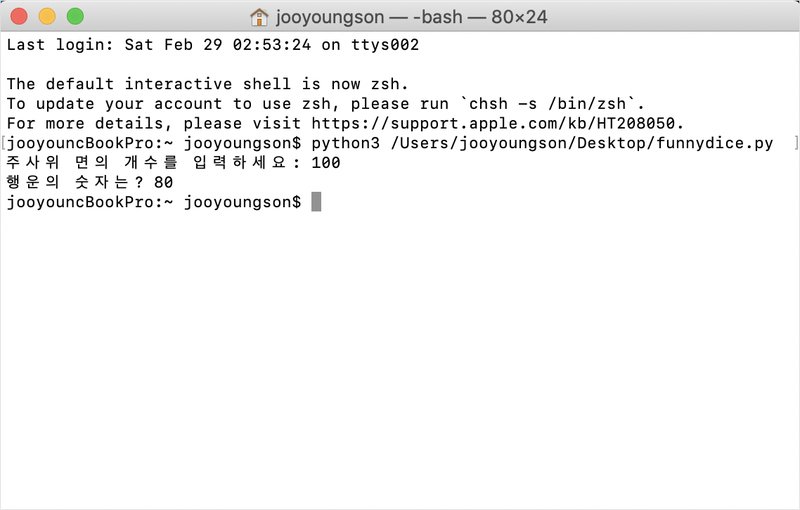 jooyoungson — -bash — 80×24
Last login: Sat Feb 29 02:53:24 on ttys002
The default interactive shell is now zsh.
To update your account to use zsh, please run `chsh -s /bin/zsh`.
For more details, please visit https://support.apple.com/kb/HT208050.
[jooyouncBookPro:~ jooyoungson$ python3 /Users/jooyoungson/Desktop/funnydice.py ]
주사위 면의 개수를 입력하세요: 100
행운의 숫자는? 80
jooyouncBookPro:~ jooyoungson$